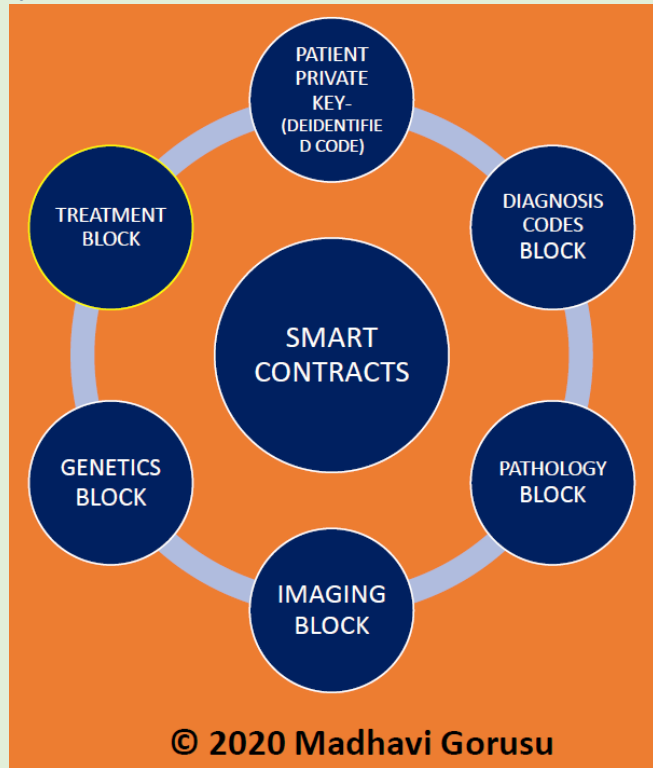 PATIENT
PRIVATE
KEY-
(DEIDENTIFIE
D CODE)
DIAGNOSIS
CODES
BLOCK
PATHOLOGY
BLOCK
IMAGING
BLOCK
GENETICS
BLOCK
TREATMENT
BLOCK
SMART
CONTRACTS
© 2020 Madhavi Gorusu